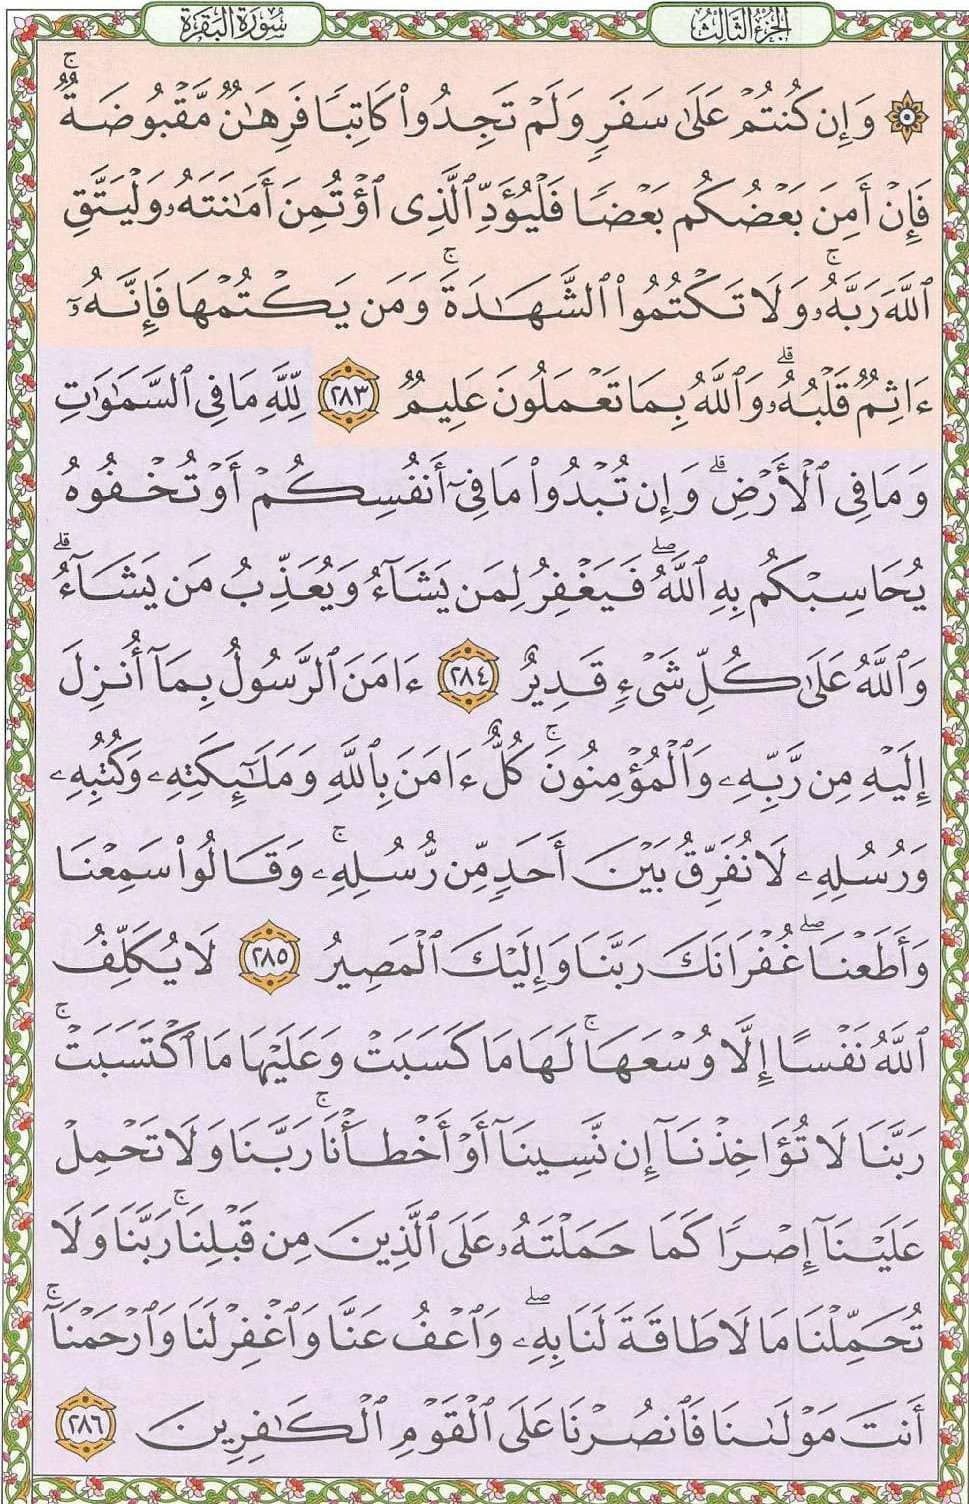 الجزء الثالث سورة البقرة
۞ وَإِن كُنتُمْ عَلَىٰ سَفَرٍ وَلَمْ تَجِدُوا۟ كَاتِبًا فَرِهَـٰنٌ مَّقْبُوضَةٌ ۖ
فَإِنْ أَمِنَ بَعْضُكُم بَعْضًا فَلْيُؤَدِّ ٱلَّذِى ٱؤْتُمِنَ أَمَـٰنَتَهُۥ وَلْيَتَّقِ
ٱللَّهَ رَبَّهُۥ ۚ وَلَا تَكْتُمُوا۟ ٱلشَّهَـٰدَةَ ۚ وَمَن يَكْتُمْهَا فَإِنَّهُۥٓ
ءَاثِمٌ قَلْبُهُۥ ۗ وَٱللَّهُ بِمَا تَعْمَلُونَ عَلِيمٌ ٢٨٣ لِّلَّهِ مَا فِى ٱلسَّمَـٰوَٰتِ
وَمَا فِى ٱلْأَرْضِ ۗ وَإِن تُبْدُوا۟ مَا فِىٓ أَنفُسِكُمْ أَوْ تُخْفُوهُ
يُحَاسِبْكُم بِهِ ٱللَّهُ ۖ فَيَغْفِرُ لِمَن يَشَآءُ وَيُعَذِّبُ مَن يَشَآءُ ۗ
وَٱللَّهُ عَلَىٰ كُلِّ شَىْءٍ قَدِيرٌ ٢٨٤ ءَامَنَ ٱلرَّسُولُ بِمَآ أُنزِلَ
إِلَيْهِ مِن رَّبِّهِۦ وَٱلْمُؤْمِنُونَ ۚ كُلٌّ ءَامَنَ بِٱللَّهِ وَمَلَـٰٓئِكَتِهِۦ وَكُتُبِهِۦ
وَرُسُلِهِۦ لَا نُفَرِّقُ بَيْنَ أَحَدٍ مِّن رُّسُلِهِۦ ۚ وَقَالُوا۟ سَمِعْنَا
وَأَطَعْنَا ۖ غُفْرَانَكَ رَبَّنَا وَإِلَيْكَ ٱلْمَصِيرُ ٢٨٥ لَا يُكَلِّفُ
ٱللَّهُ نَفْسًا إِلَّا وُسْعَهَا ۚ لَهَا مَا كَسَبَتْ وَعَلَيْهَا مَا ٱكْتَسَبَتْ ۗ
رَبَّنَا لَا تُؤَاخِذْنَآ إِن نَّسِينَآ أَوْ أَخْطَأْنَا ۚ رَبَّنَا وَلَا تَحْمِلْ
عَلَيْنَآ إِصْرًا كَمَا حَمَلْتَهُۥ عَلَى ٱلَّذِينَ مِن قَبْلِنَا ۚ رَبَّنَا وَلَا
تُحَمِّلْنَا مَا لَا طَاقَةَ لَنَا بِهِۦ ۖ وَٱعْفُ عَنَّا وَٱغْفِرْ لَنَا وَٱرْحَمْنَآ ۚ
أَنتَ مَوْلَىٰنَا فَٱنصُرْنَا عَلَى ٱلْقَوْمِ ٱلْكَـٰفِرِينَ ٢٨٦